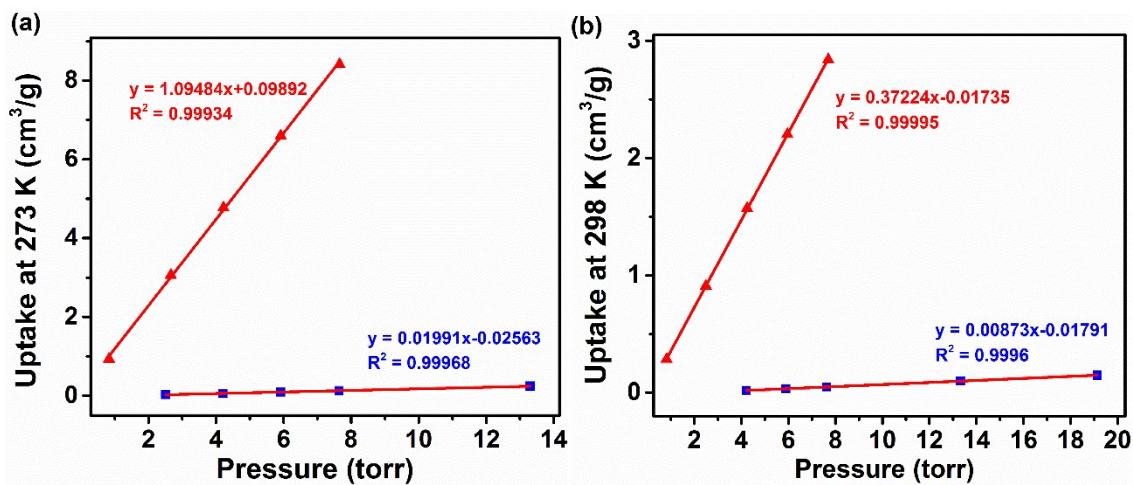 (a)
Uptake at 273 K (cm³/g)
8
6
4
2
0
y = 1.09484x+0.09892
R² = 0.99934
y = 0.01991x-0.02563
R² = 0.99968
2 4 6 8 10 12 14
Pressure (torr)
(b)
Uptake at 298 K (cm³/g)
3
2
1
0
y = 0.37224x-0.01735
R² = 0.99995
y = 0.00873x-0.01791
R² = 0.9996
2 4 6 8 10 12 14 16 18 20
Pressure (torr)